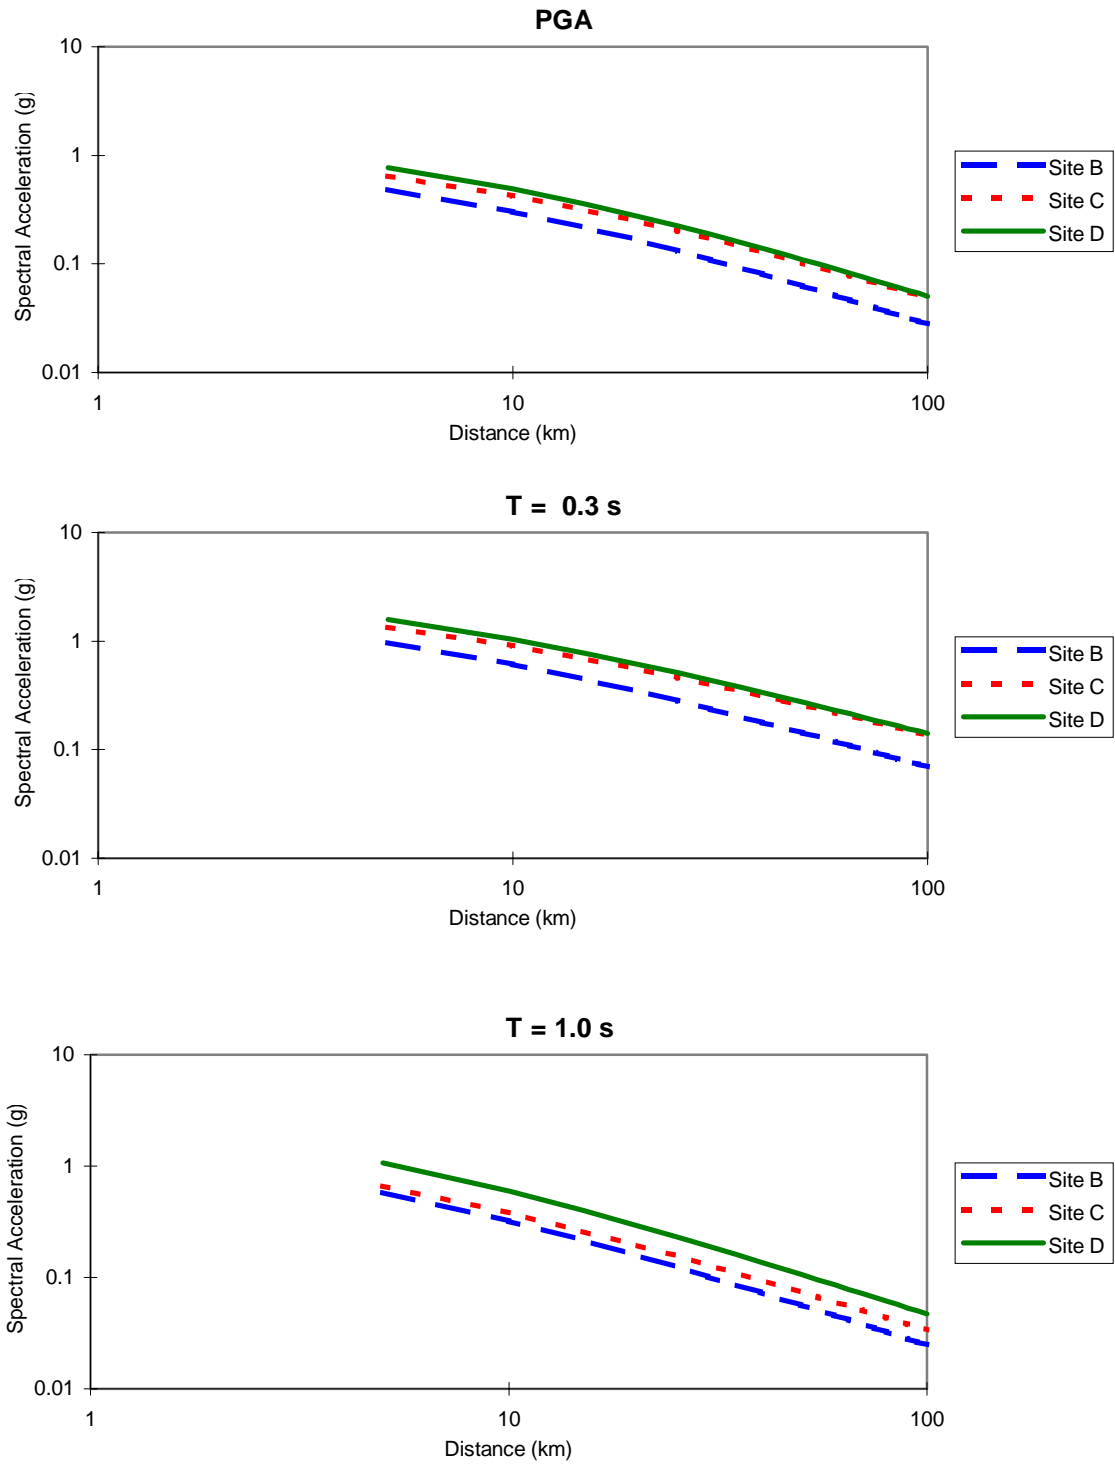 PGA
Spectral Acceleration (g)
10
1
0.1
0.01
1
10
100
Distance (km)
Site B
Site C
Site D
T = 0.3 s
Spectral Acceleration (g)
10
1
0.1
0.01
1
10
100
Distance (km)
Site B
Site C
Site D
T = 1.0 s
Spectral Acceleration (g)
10
1
0.1
0.01
1
10
100
Distance (km)
Site B
Site C
Site D